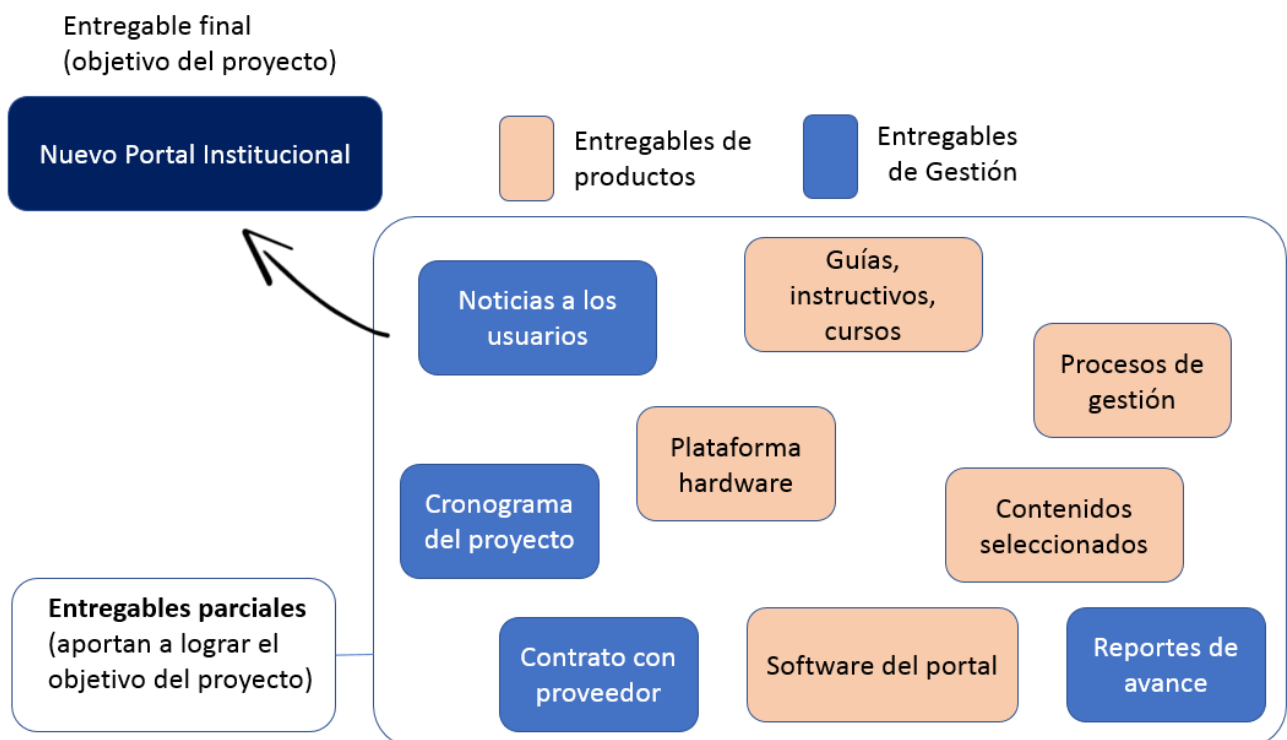 Entregable final
(objetivo del proyecto)
Nuevo Portal Institucional
Entregables de
productos
Entregables
de Gestión
Noticias a los
usuarios
Guías,
instructivos,
cursos
Procesos de
gestión
Plataforma
hardware
Cronograma
del proyecto
Contenidos
seleccionados
Entregables parciales
(aportan a lograr el
objetivo del proyecto)
Contrato con
proveedor
Software del portal
Reportes de
avance